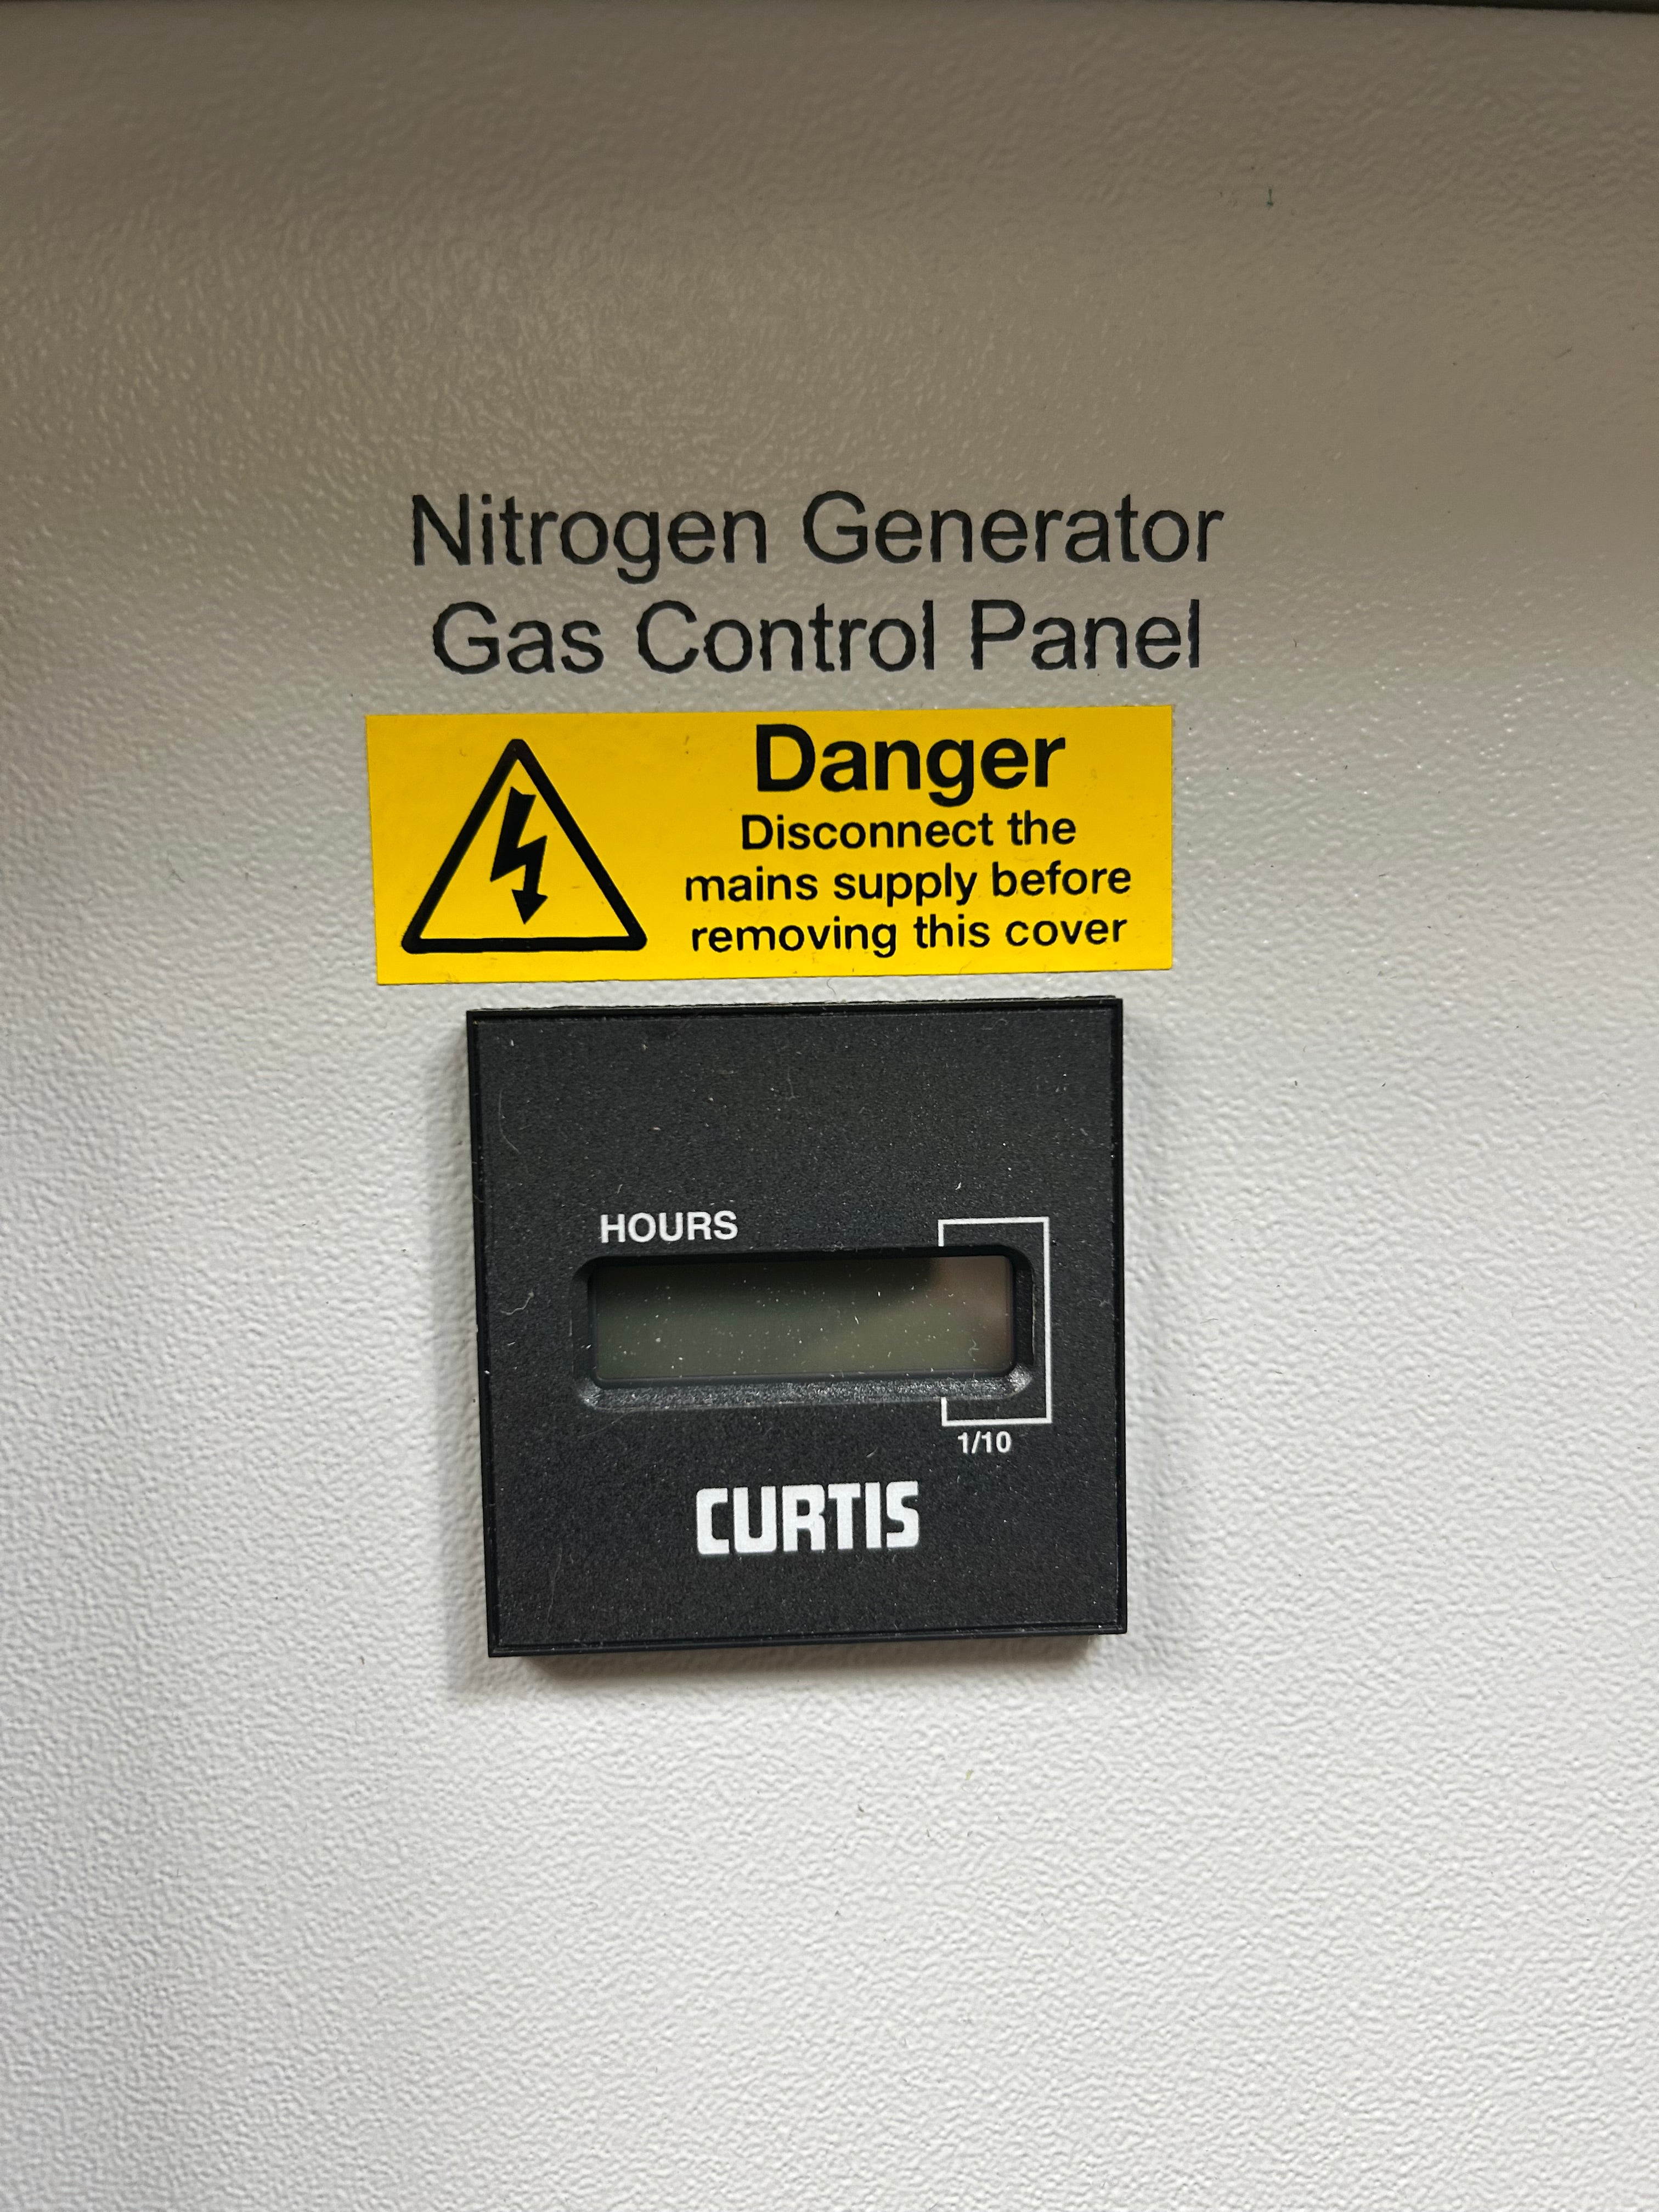 Nitrogen Generator
Gas Control Panel
Danger
Disconnect the
mains supply before
removing this cover
HOURS
1/10
CURTIS